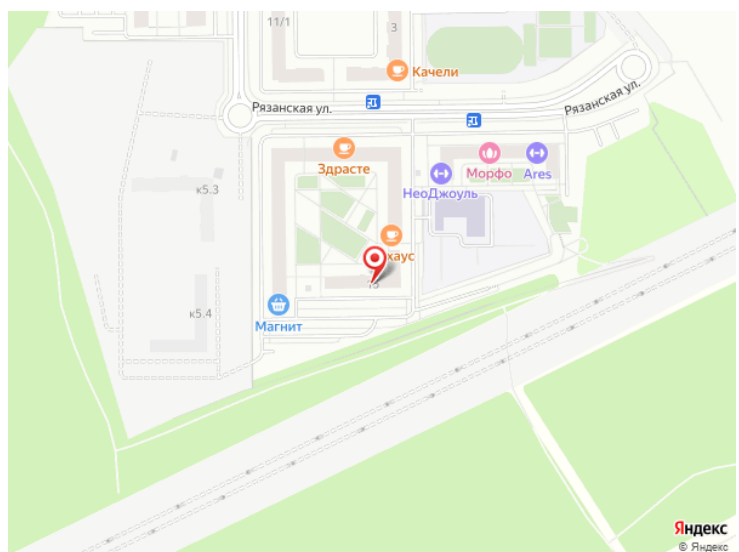 11/1
3
Качели
Рязанская ул.
Рязанская ул.
Здрасте
Морфо
Ares
НеоДжоуль
к5.3
хаус
к5.4
Магнит
Яндекс
© Яндекс